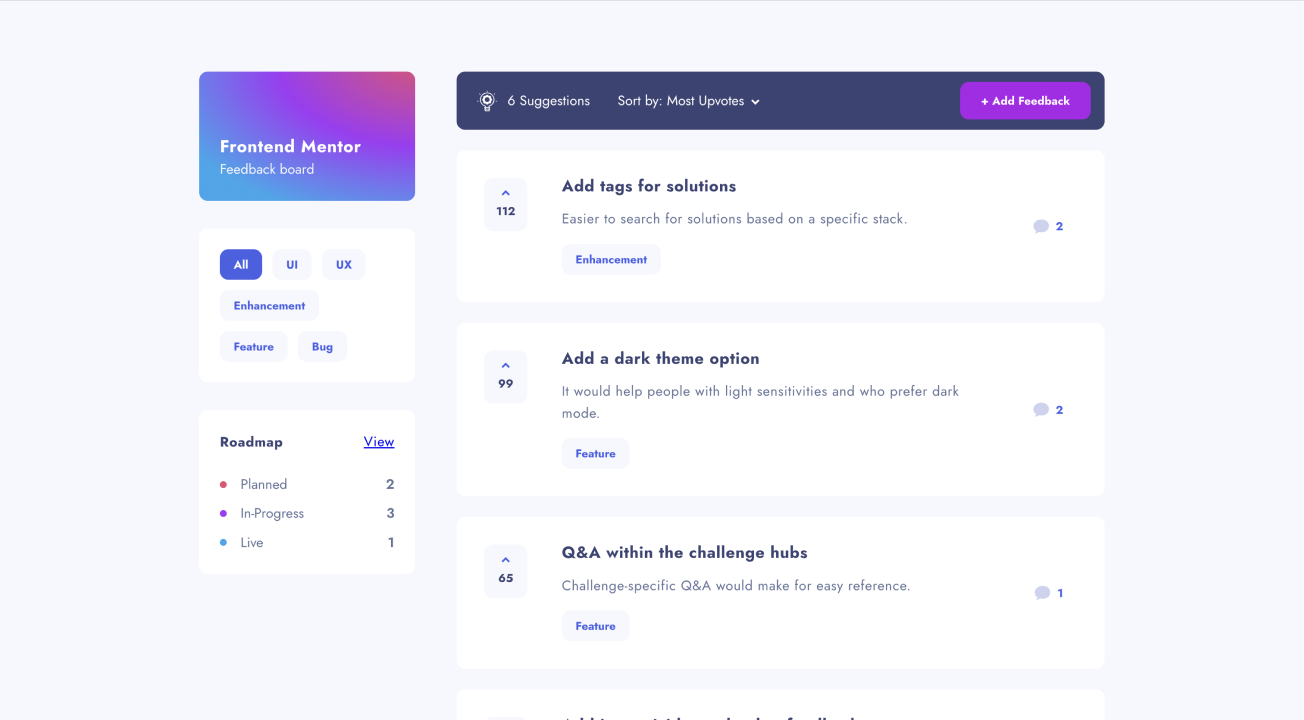 Frontend Mentor
Feedback board
All
UI
UX
Enhancement
Feature
Bug
Roadmap
View
Planned
2
In-Progress
3
Live
1
6 Suggestions
Sort by: Most Upvotes
+ Add Feedback
112
Add tags for solutions
Easier to search for solutions based on a specific stack.
Enhancement
2
99
Add a dark theme option
It would help people with light sensitivities and who prefer dark
mode.
Feature
2
65
Q&A within the challenge hubs
Challenge-specific Q&A would make for easy reference.
Feature
1